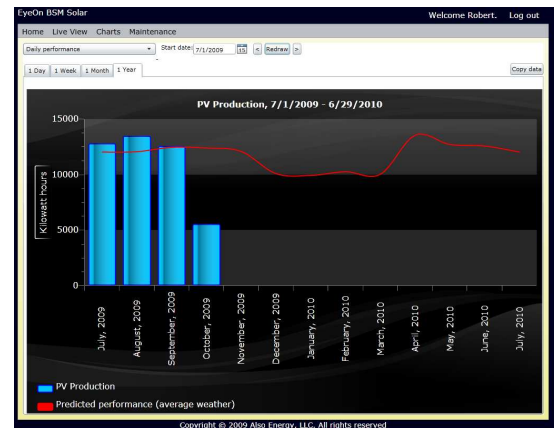 EyeOn BSM Solar
Welcome Robert. Log out
Home Live View Charts Maintenance
Daily performance Start date: 7/1/2009 15 < Redraw >
1 Day 1 Week 1 Month 1 Year Copy data
PV Production, 7/1/2009 - 6/29/2010
Kilowatt hours
15000
10000
5000
0
July, 2009
August, 2009
September, 2009
October, 2009
November, 2009
December, 2009
January, 2010
February, 2010
March, 2010
April, 2010
May, 2010
June, 2010
July, 2010
PV Production
Predicted performance (average weather)
Copyright © 2009 Also Energy, LLC. All rights reserved